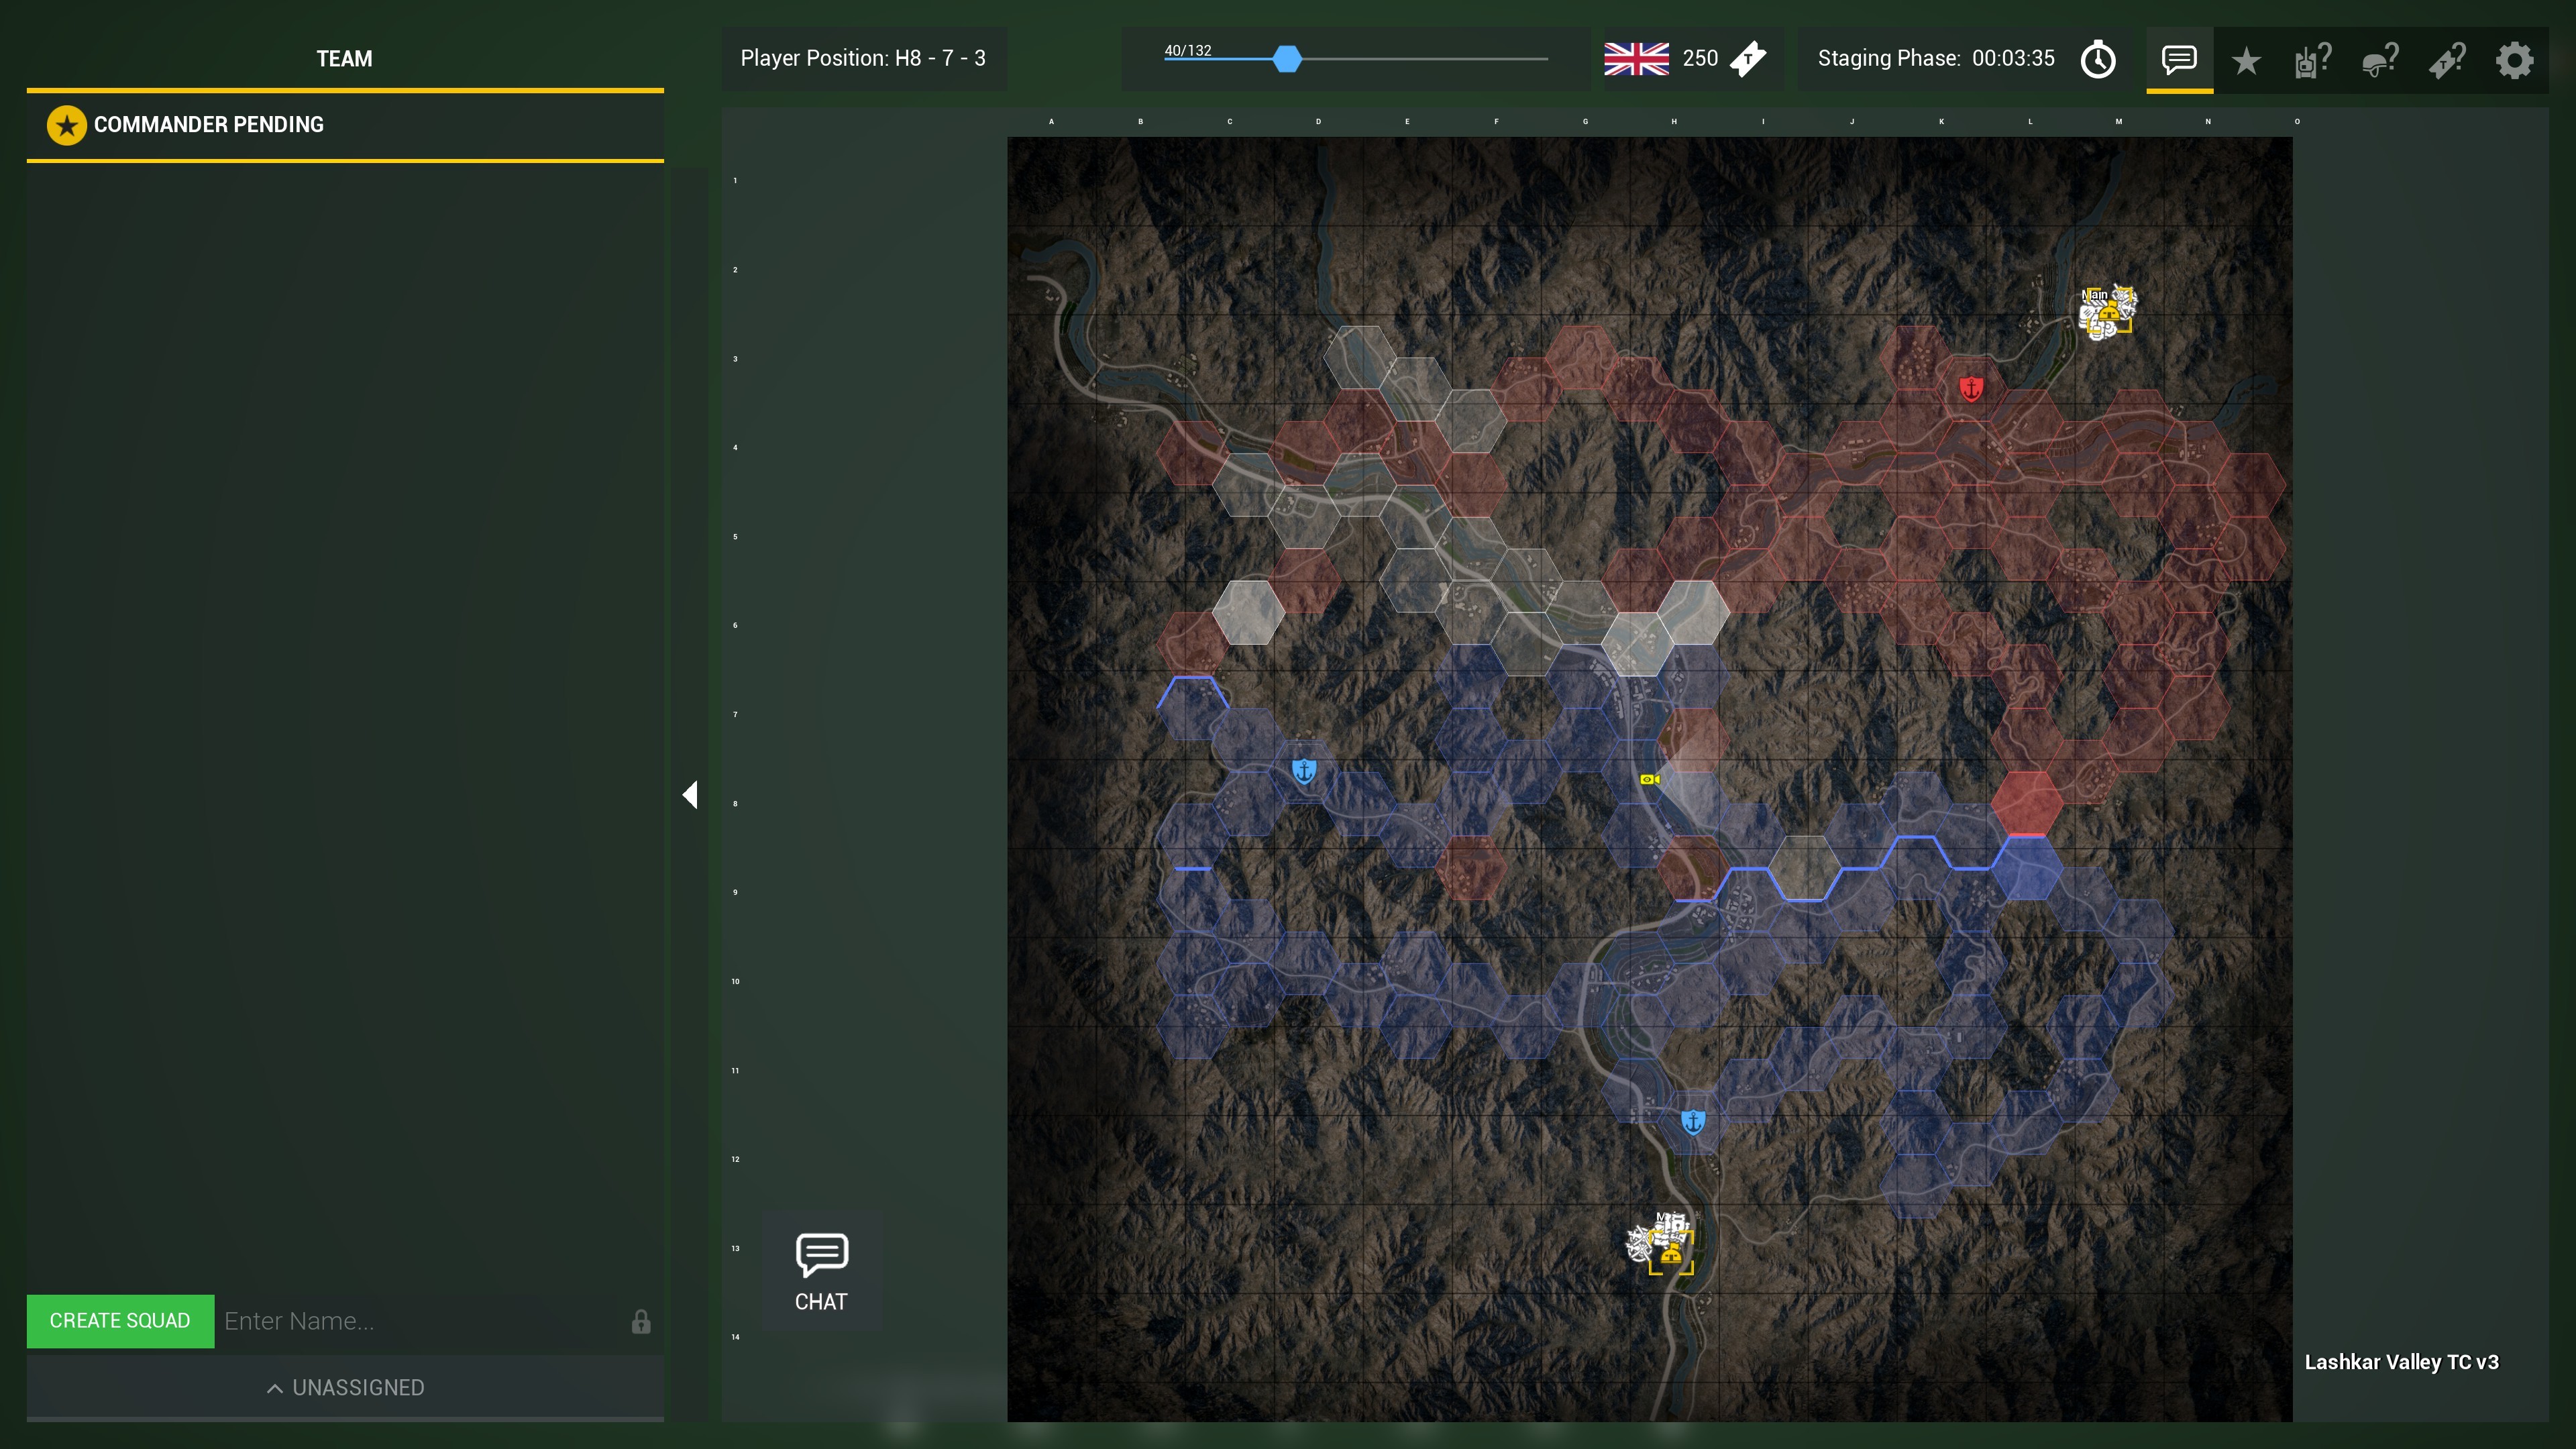 TEAM
COMMANDER PENDING
Player Position: H8 - 7 - 3
40/132
250
T
Staging Phase: 00:03:35
A B C D E F G H I J K L M N O
1
2
3
4
5
6
7
8
9
10
11
12
13
14
Main
CHAT
CREATE SQUAD
Enter Name...
UNASSIGNED
Lashkar Valley TC v3